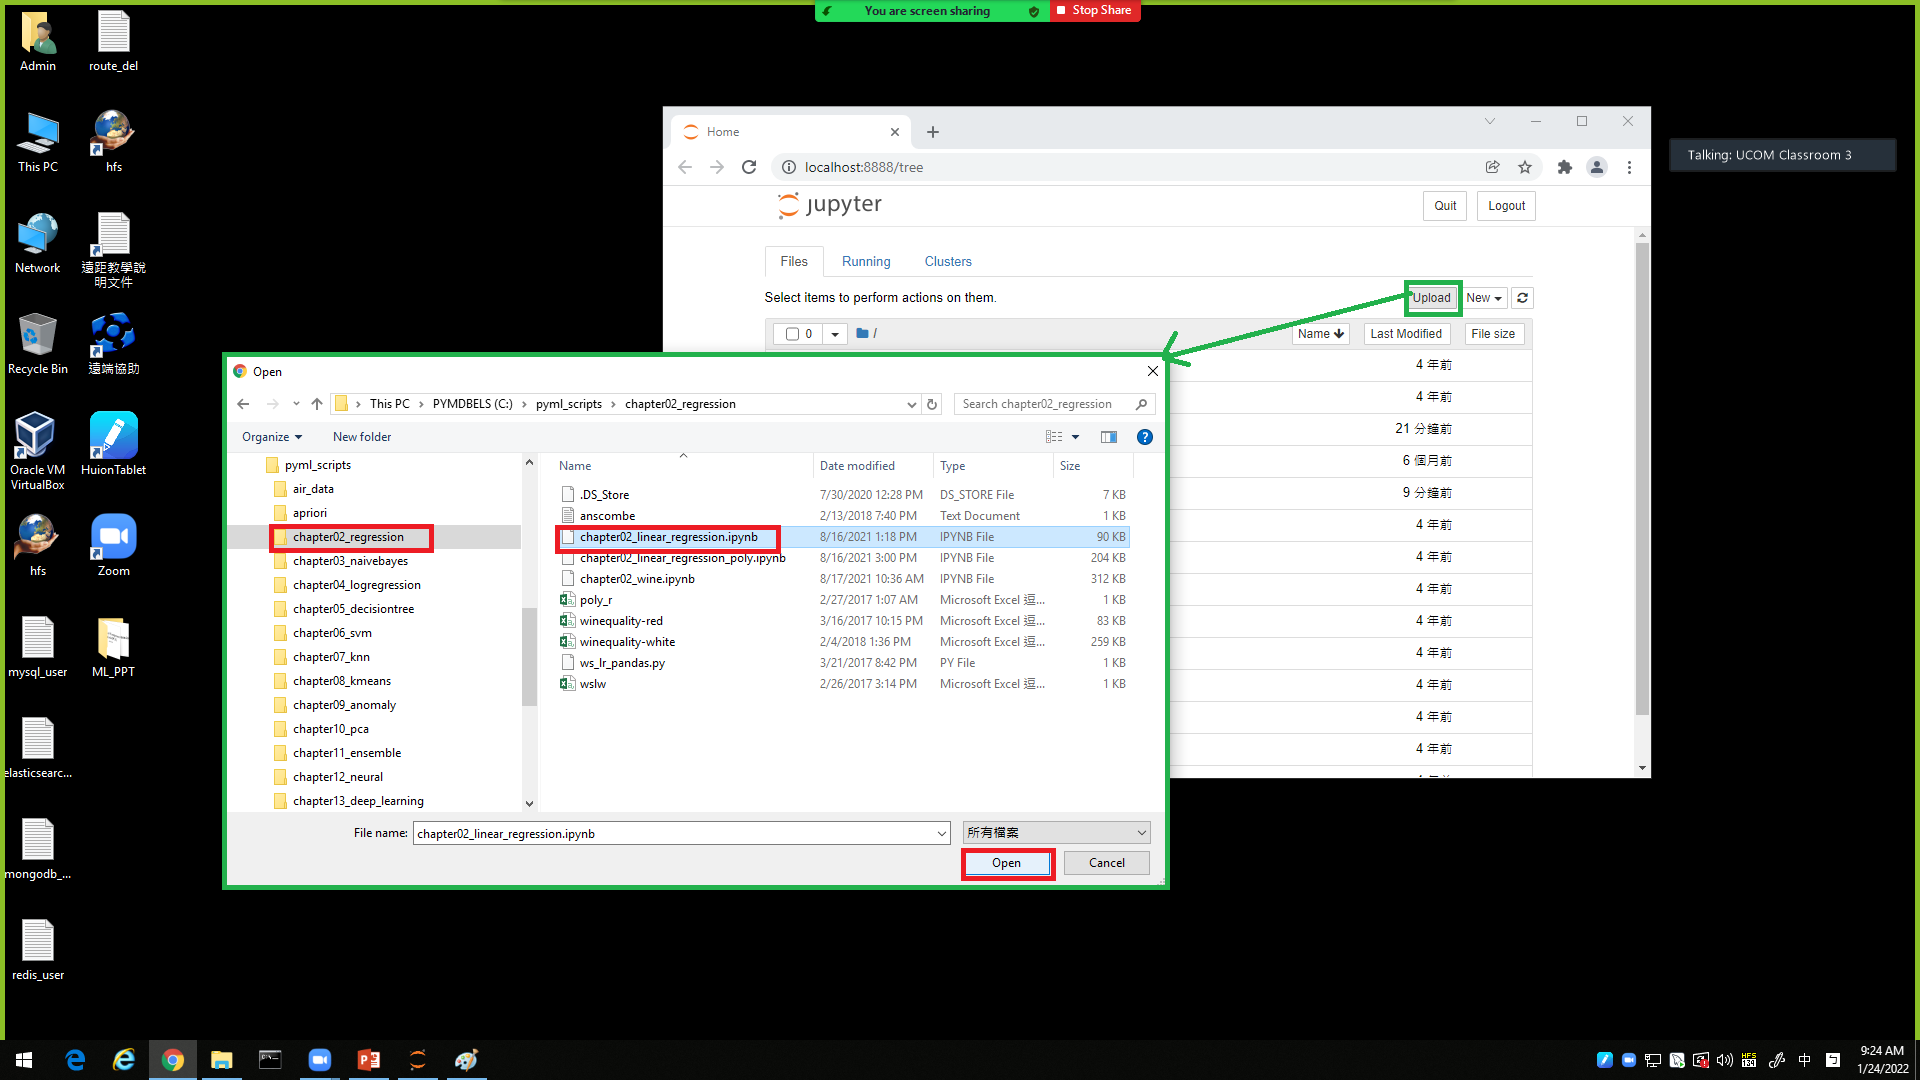 You are screen sharing
Stop Share
Admin
route_del
This PC
hfs
Network
遠距教學說
明文件
Recycle Bin
遠端協助
Oracle VM
VirtualBox
HuionTablet
hfs
Zoom
mysql_user
ML_PPT
elasticsearc...
mongodb_...
redis_user
Talking: UCOM Classroom 3
Home
localhost:8888/tree
jupyter
Quit
Logout
Files
Running
Clusters
Select items to perform actions on them.
Upload
New
0
/
Name
Last Modified
File size
4 年前
4 年前
21 分鐘前
6 個月前
9 分鐘前
4 年前
4 年前
4 年前
4 年前
4 年前
4 年前
4 年前
4 年前
Open
This PC
PYMDBELS (C:)
pyml_scripts
chapter02_regression
Search chapter02_regression
Organize
New folder
pyml_scripts
air_data
apriori
chapter02_regression
chapter03_naivebayes
chapter04_logregression
chapter05_decisiontree
chapter06_svm
chapter07_knn
chapter08_kmeans
chapter09_anomaly
chapter10_pca
chapter11_ensemble
chapter12_neural
chapter13_deep_learning
Name Date modified Type Size
.DS_Store 7/30/2020 12:28 PM DS_STORE File 7 KB
anscombe 2/13/2018 7:40 PM Text Document 1 KB
chapter02_linear_regression.ipynb 8/16/2021 1:18 PM IPYNB File 90 KB
chapter02_linear_regression_poly.ipynb 8/16/2021 3:00 PM IPYNB File 204 KB
chapter02_wine.ipynb 8/17/2021 10:36 AM IPYNB File 312 KB
poly_r 2/27/2017 1:07 AM Microsoft Excel 逗... 1 KB
winequality-red 3/16/2017 10:15 PM Microsoft Excel 逗... 83 KB
winequality-white 2/4/2018 1:36 PM Microsoft Excel 逗... 259 KB
ws_lr_pandas.py 3/21/2017 8:42 PM PY File 1 KB
wslw 2/26/2017 3:14 PM Microsoft Excel 逗... 1 KB
File name:
chapter02_linear_regression.ipynb
所有檔案
Open
Cancel
中
9:24 AM
1/24/2022